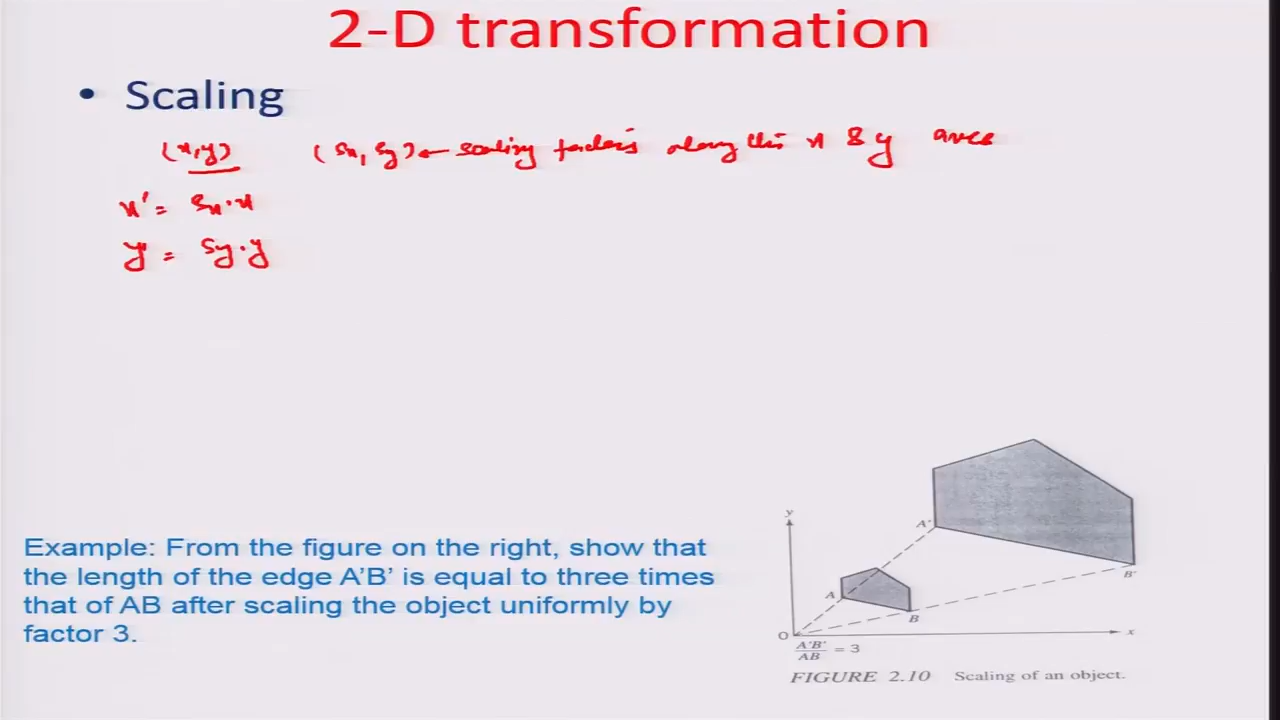 2-D transformation
• Scaling
(x,y) (Sx, Sy) ← scaling factors along the x & y axes
x' = Sx·x
y' = Sy·y
Example: From the figure on the right, show that
the length of the edge A’B’ is equal to three times
that of AB after scaling the object uniformly by
factor 3.
y
A'
B'
A
B
O
x
A'B'
AB
= 3
FIGURE 2.10 Scaling of an object.